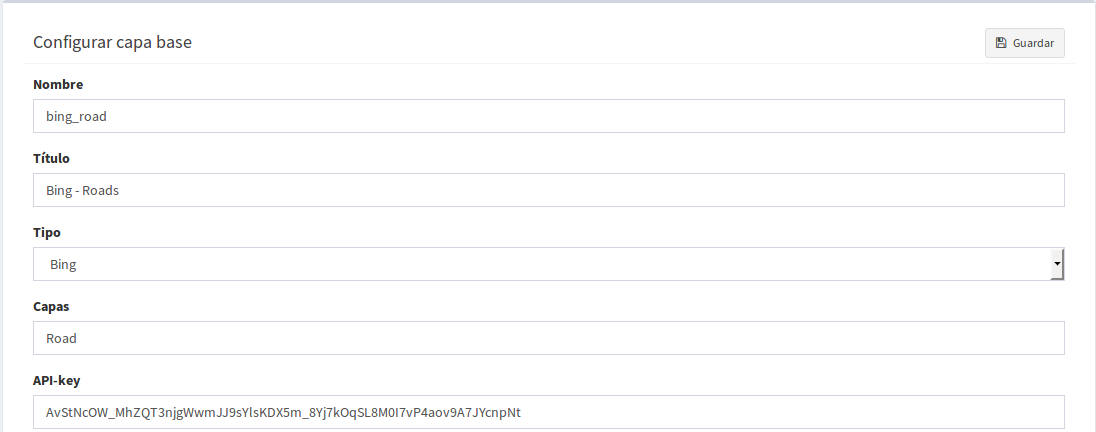 Configurar capa base
Guardar
Nombre
bing_road
Título
Bing - Roads
Tipo
Bing
Capas
Road
API-key
AvStNcOW_MhZQT3njgWwmJJ9sYlsKDX5m_8Yj7kOqSL8M0I7vP4aov9A7JYcnpNt